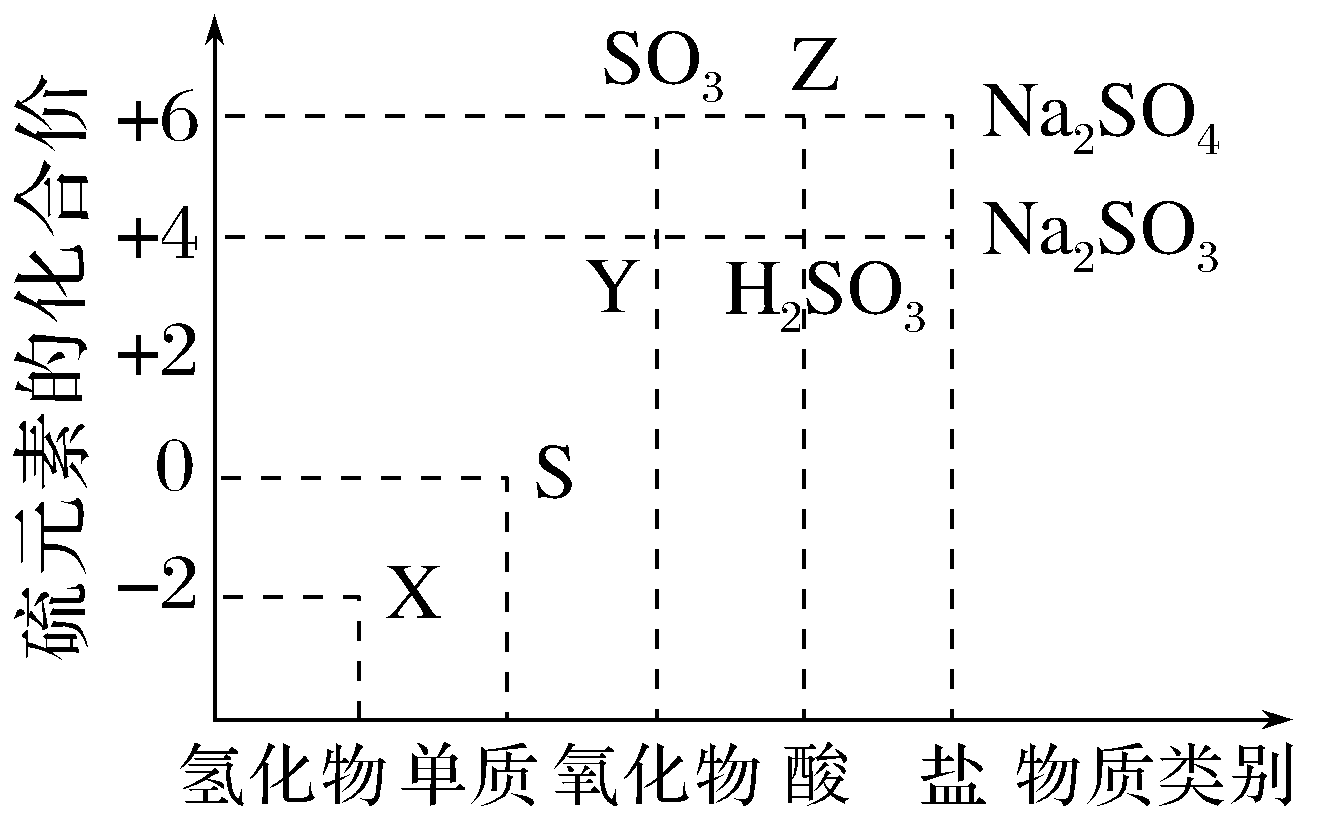 硫元素的化合价
+6
+4
+2
0
−2
SO₃
Z
Na₂SO₄
Y
H₂SO₃
Na₂SO₃
S
X
氢化物 单质 氧化物 酸 盐 物质类别